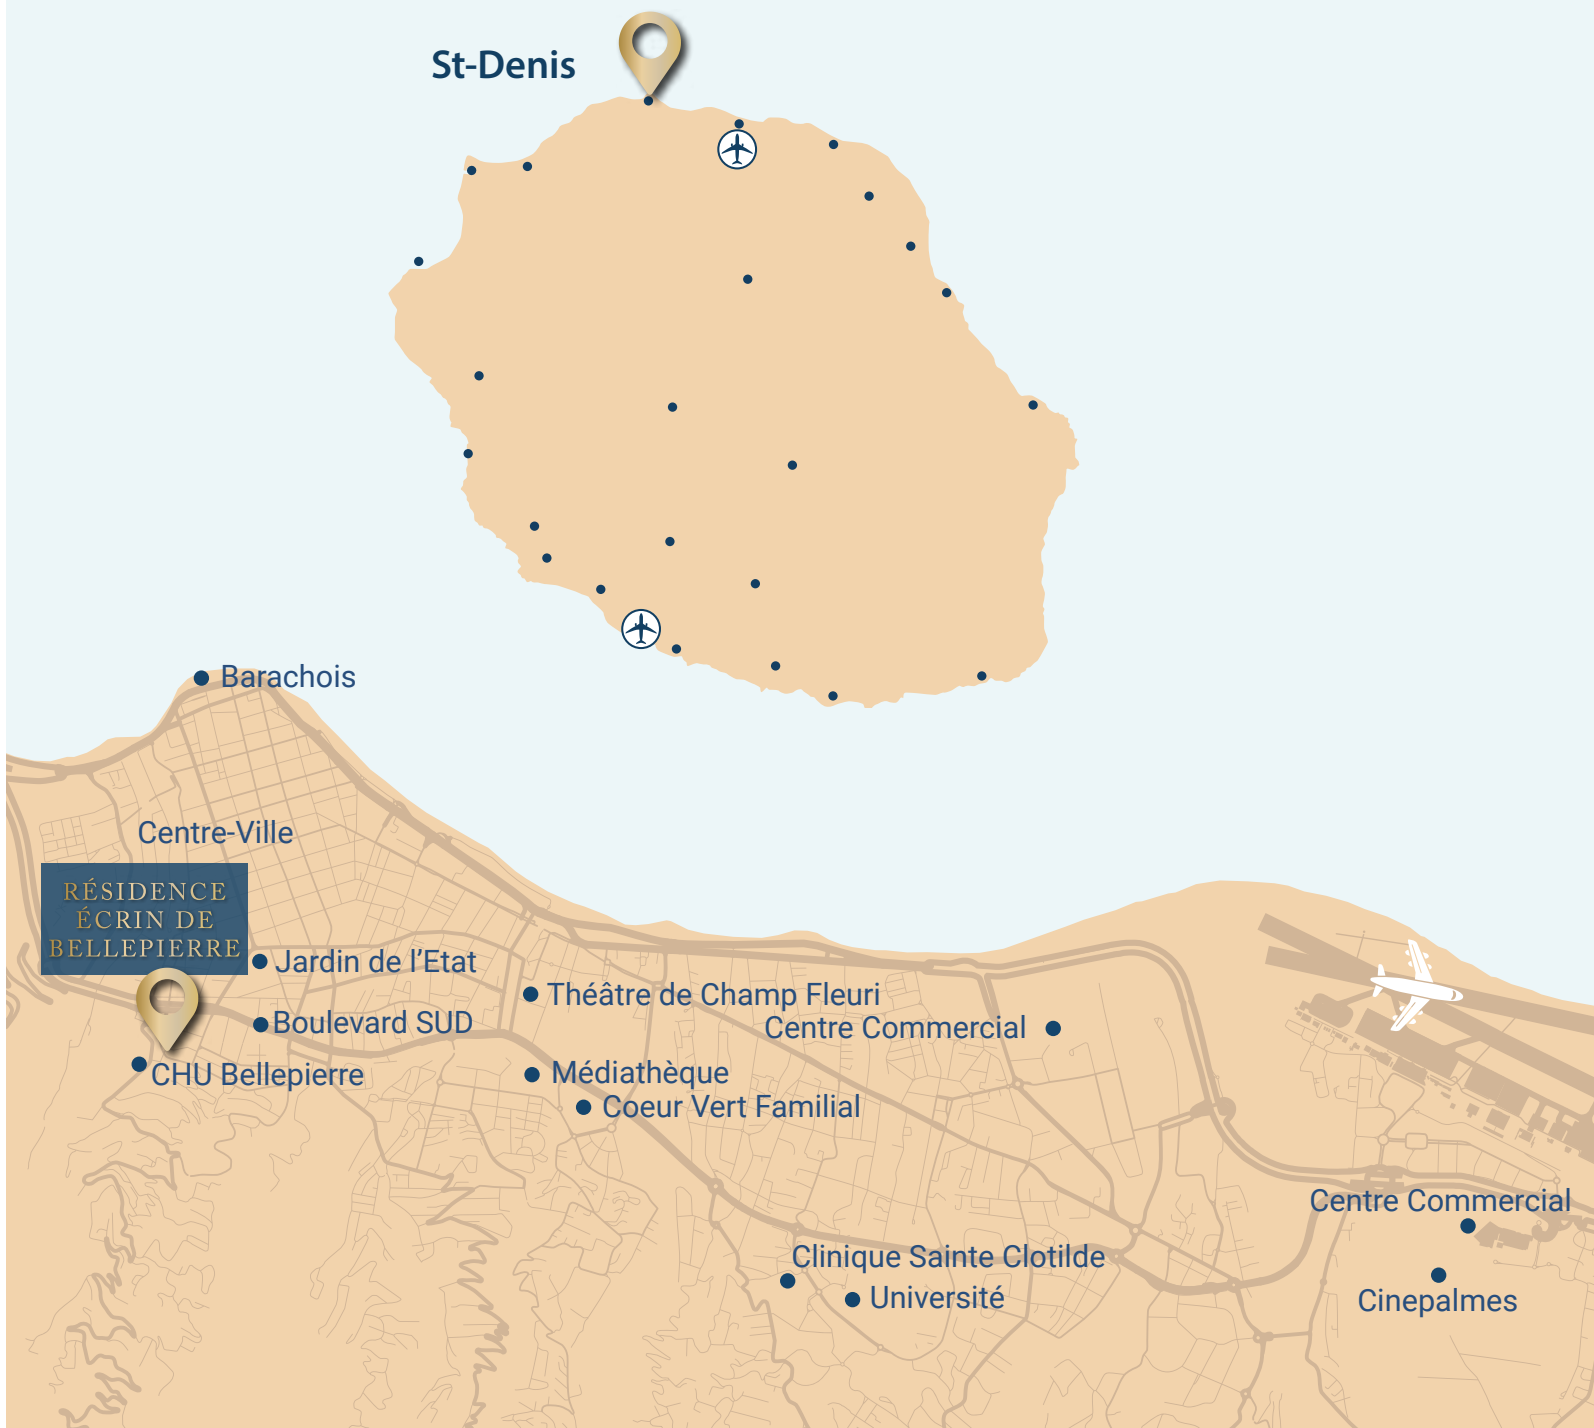 St-Denis
Barachois
Centre-Ville
RÉSIDENCE
ÉCRIN DE
BELLEPIERRE
Jardin de l'Etat
Théâtre de Champ Fleuri
Boulevard SUD
Centre Commercial
CHU Bellepierre
Médiathèque
Coeur Vert Familial
Centre Commercial
Clinique Sainte Clotilde
Université
Cinepalmes